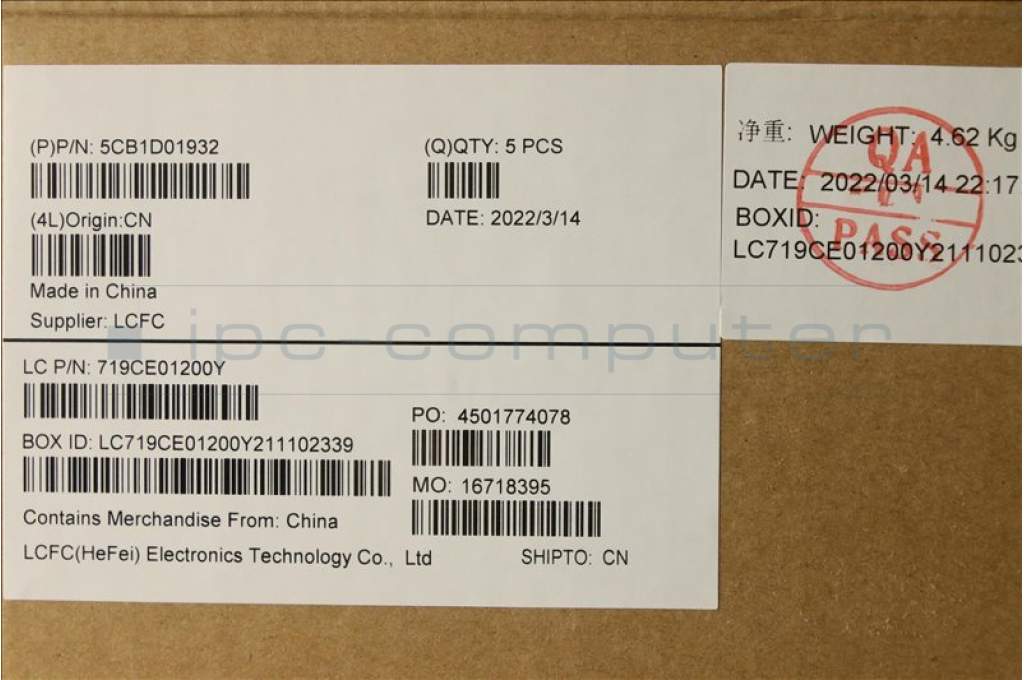 (P)P/N: 5CB1D01932
(Q)QTY: 5 PCS
(4L)Origin:CN
DATE: 2022/3/14
Made in China
Supplier: LCFC
LC P/N: 719CE01200Y
PO: 4501774078
BOX ID: LC719CE01200Y211102339
MO: 16718395
Contains Merchandise From: China
LCFC(HeFei) Electronics Technology Co., Ltd
SHIPTO: CN
净重: WEIGHT: 4.62 Kg
DATE: 2022/03/14 22:17
BOXID:
LC719CE01200Y2111023
QA
PASS
ipc-computer